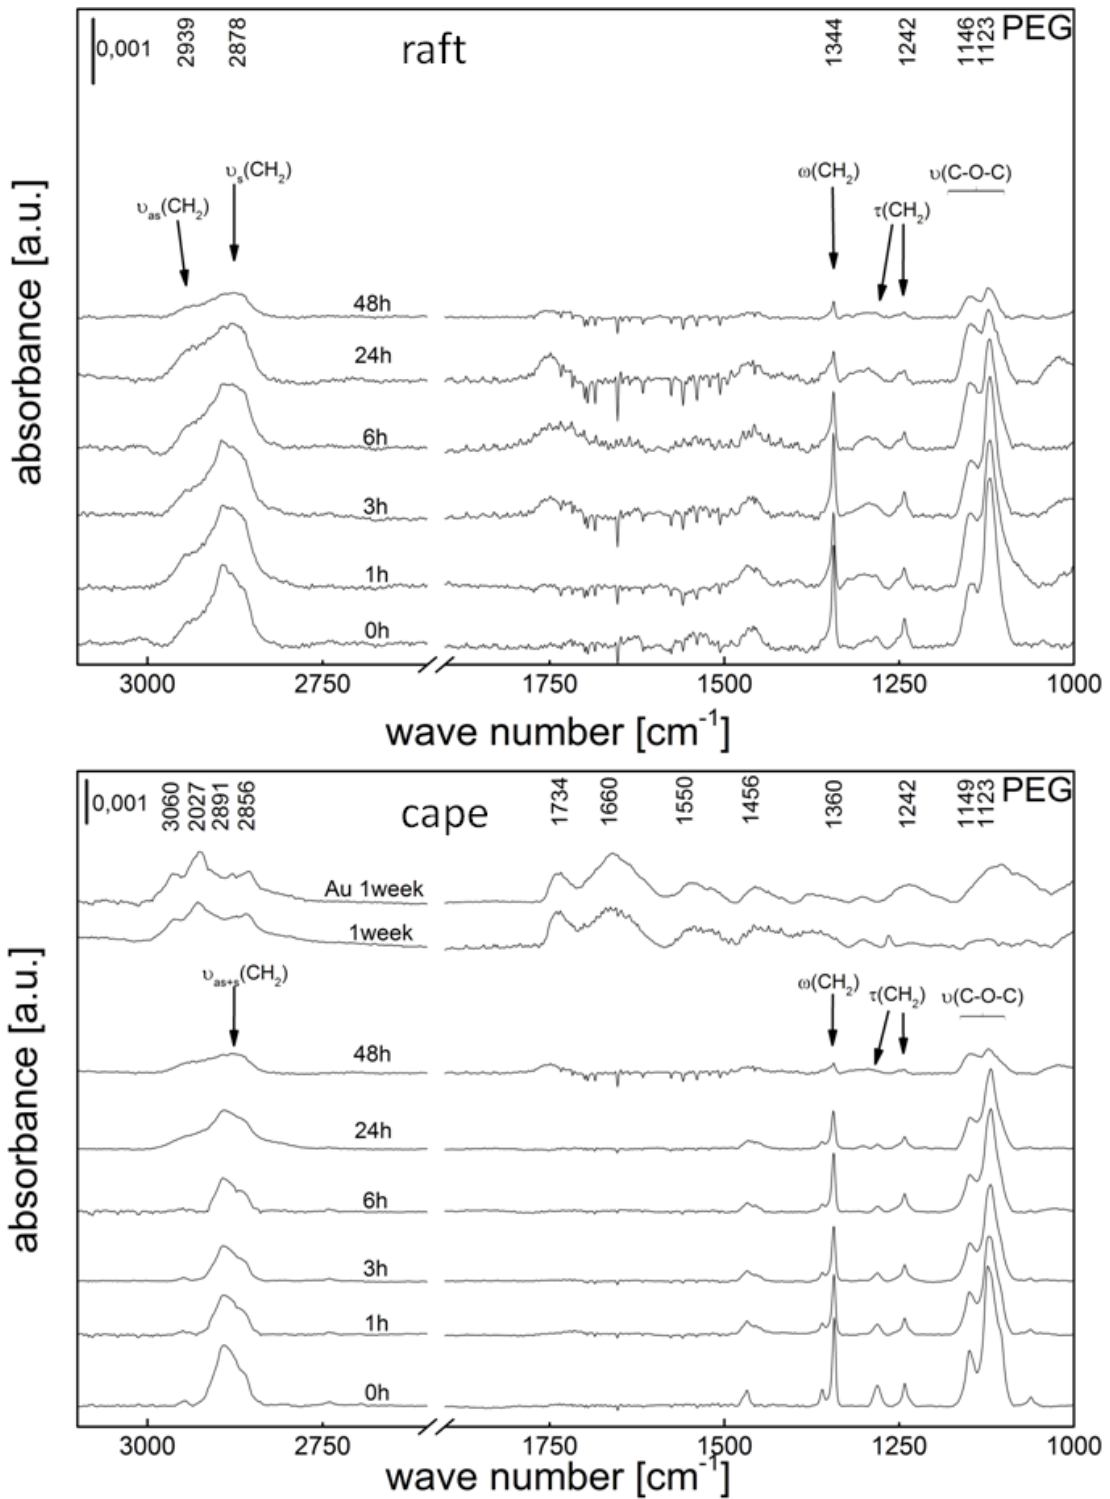 0,001
2939
2878
raft
1344
1242
1146
1123
PEG
υas(CH2)
υs(CH2)
ω(CH2)
τ(CH2)
υ(C-O-C)
48h
24h
6h
3h
1h
0h
absorbance [a.u.]
3000
2750
1750
1500
1250
1000
wave number [cm-1]
0,001
3060
2027
2891
2856
cape
1734
1660
1550
1456
1360
1242
1149
1123
PEG
Au 1week
1week
υas+s(CH2)
ω(CH2)
τ(CH2)
υ(C-O-C)
48h
24h
6h
3h
1h
0h
absorbance [a.u.]
3000
2750
1750
1500
1250
1000
wave number [cm-1]